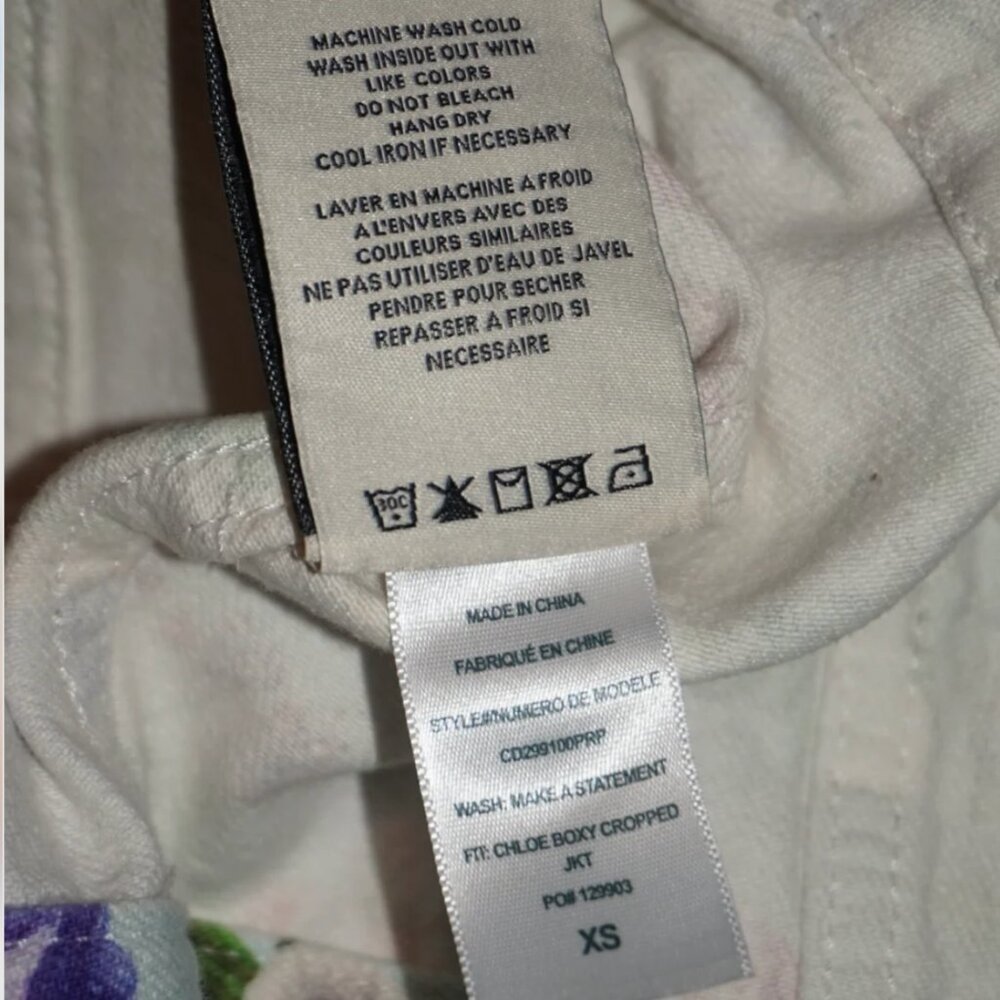 MACHINE WASH COLD
WASH INSIDE OUT WITH
LIKE COLORS
DO NOT BLEACH
HANG DRY
COOL IRON IF NECESSARY
LAVER EN MACHINE A FROID
A L'ENVERS AVEC DES
COULEURS SIMILAIRES
NE PAS UTILISER D'EAU DE JAVEL
PENDRE POUR SECHER
REPASSER A FROID SI
NECESSAIRE
30C
MADE IN CHINA
FABRIQUÉ EN CHINE
STYLE#/NUMERO DE MODELE
CD299100PRP
WASH: MAKE A STATEMENT
FIT: CHLOE BOXY CROPPED
JKT
PO# 129903
XS